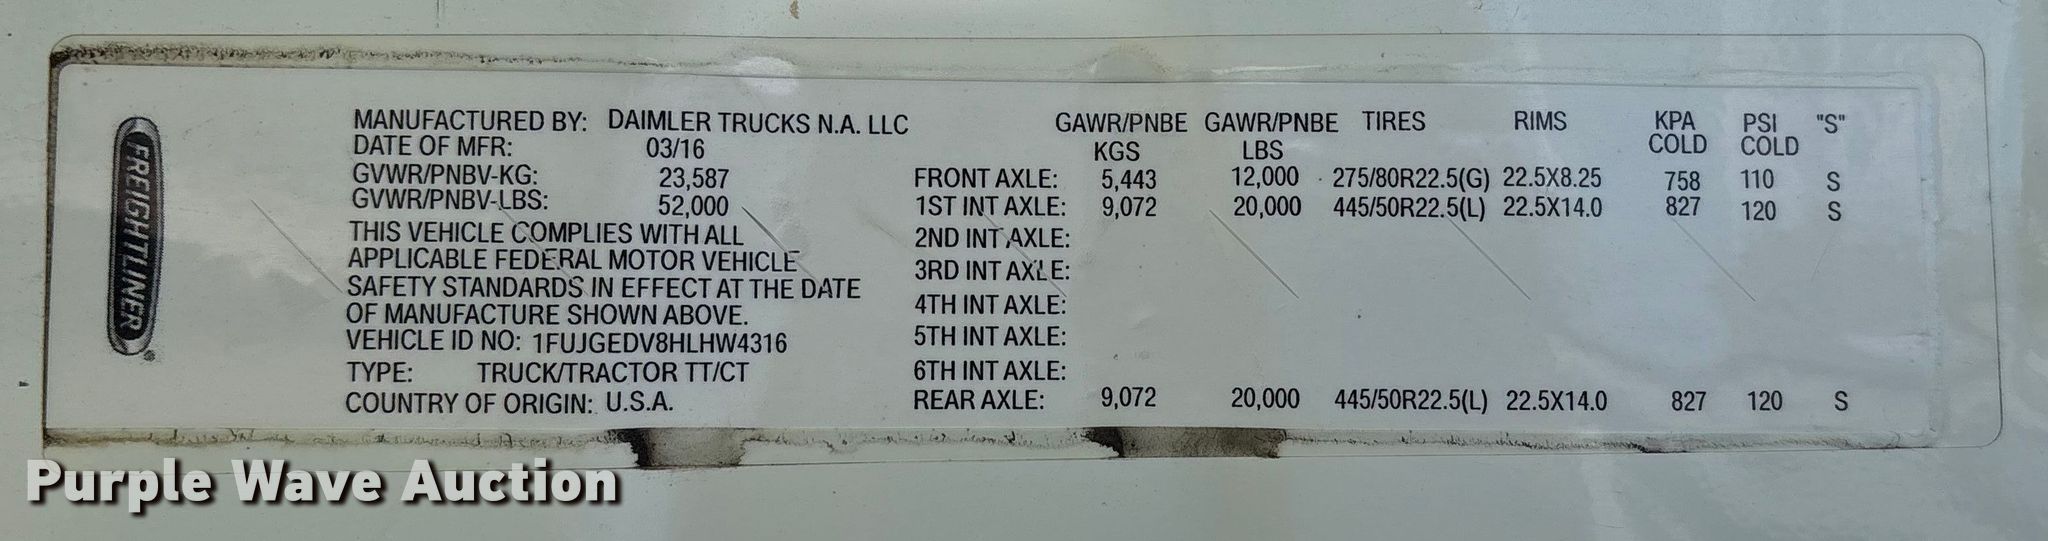 FREIGHTLINER®
MANUFACTURED BY: DAIMLER TRUCKS N.A. LLC
DATE OF MFR: 03/16
GVWR/PNBV-KG: 23,587
GVWR/PNBV-LBS: 52,000
THIS VEHICLE COMPLIES WITH ALL
APPLICABLE FEDERAL MOTOR VEHICLE
SAFETY STANDARDS IN EFFECT AT THE DATE
OF MANUFACTURE SHOWN ABOVE.
VEHICLE ID NO: 1FUJGEDV8HLHW4316
TYPE: TRUCK/TRACTOR TT/CT
COUNTRY OF ORIGIN: U.S.A.
GAWR/PNBE GAWR/PNBE TIRES RIMS KPA PSI "S"
KGS LBS COLD COLD
FRONT AXLE: 5,443 12,000 275/80R22.5(G) 22.5X8.25 758 110 S
1ST INT AXLE: 9,072 20,000 445/50R22.5(L) 22.5X14.0 827 120 S
2ND INT AXLE:
3RD INT AXLE:
4TH INT AXLE:
5TH INT AXLE:
6TH INT AXLE:
REAR AXLE: 9,072 20,000 445/50R22.5(L) 22.5X14.0 827 120 S
Purple Wave Auction